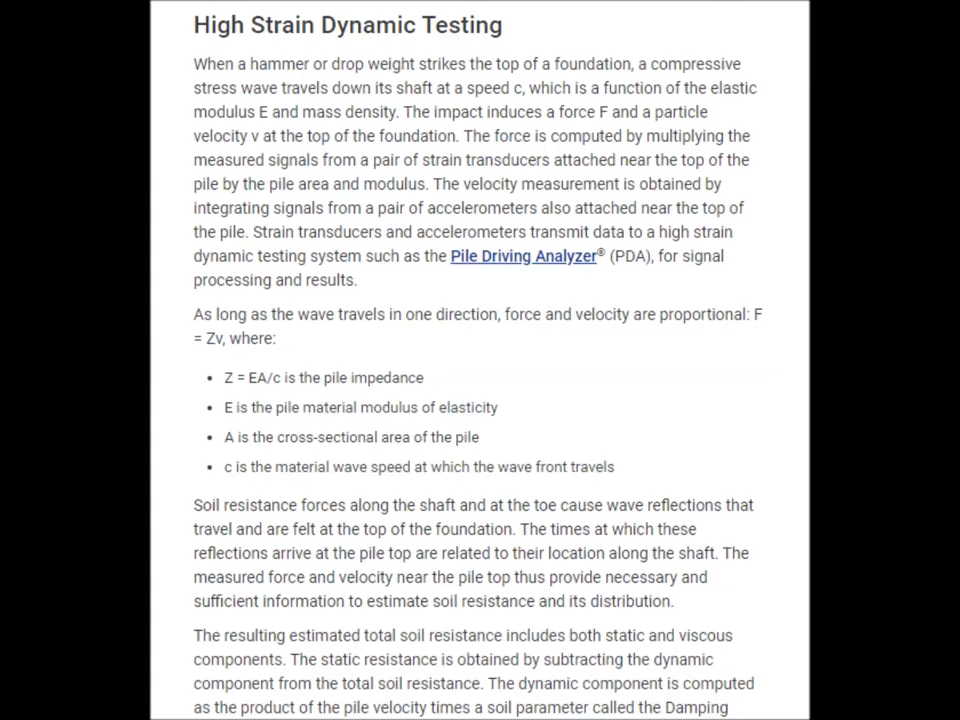 High Strain Dynamic Testing
When a hammer or drop weight strikes the top of a foundation, a compressive
stress wave travels down its shaft at a speed c, which is a function of the elastic
modulus E and mass density. The impact induces a force F and a particle
velocity v at the top of the foundation. The force is computed by multiplying the
measured signals from a pair of strain transducers attached near the top of the
pile by the pile area and modulus. The velocity measurement is obtained by
integrating signals from a pair of accelerometers also attached near the top of
the pile. Strain transducers and accelerometers transmit data to a high strain
dynamic testing system such as the Pile Driving Analyzer® (PDA), for signal
processing and results.
As long as the wave travels in one direction, force and velocity are proportional: F
= Zv, where:
• Z = EA/c is the pile impedance
• E is the pile material modulus of elasticity
• A is the cross-sectional area of the pile
• c is the material wave speed at which the wave front travels
Soil resistance forces along the shaft and at the toe cause wave reflections that
travel and are felt at the top of the foundation. The times at which these
reflections arrive at the pile top are related to their location along the shaft. The
measured force and velocity near the pile top thus provide necessary and
sufficient information to estimate soil resistance and its distribution.
The resulting estimated total soil resistance includes both static and viscous
components. The static resistance is obtained by subtracting the dynamic
component from the total soil resistance. The dynamic component is computed
as the product of the pile velocity times a soil parameter called the Damping